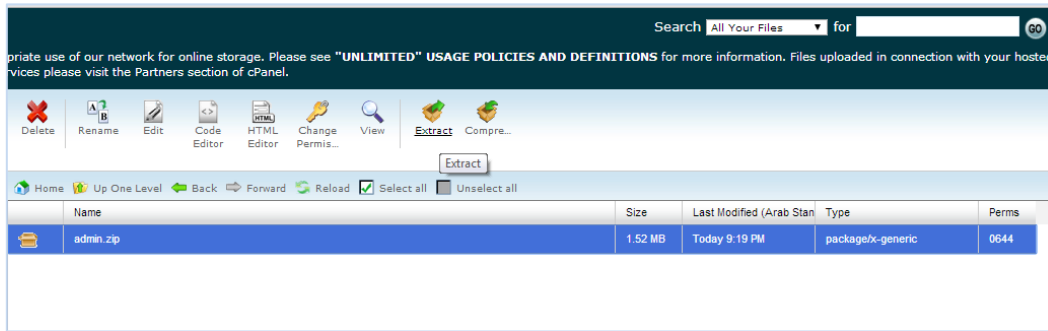 Search All Your Files for GO
priate use of our network for online storage. Please see "UNLIMITED" USAGE POLICIES AND DEFINITIONS for more information. Files uploaded in connection with your hoste
rvices please visit the Partners section of cPanel.
A B <> HTML
Delete Rename Edit Code Editor HTML Editor Change Permis... View Extract Compre...
Extract
Home Up One Level Back Forward Reload Select all Unselect all
Name Size Last Modified (Arab Stan Type Perms
admin.zip 1.52 MB Today 9:19 PM package/x-generic 0644